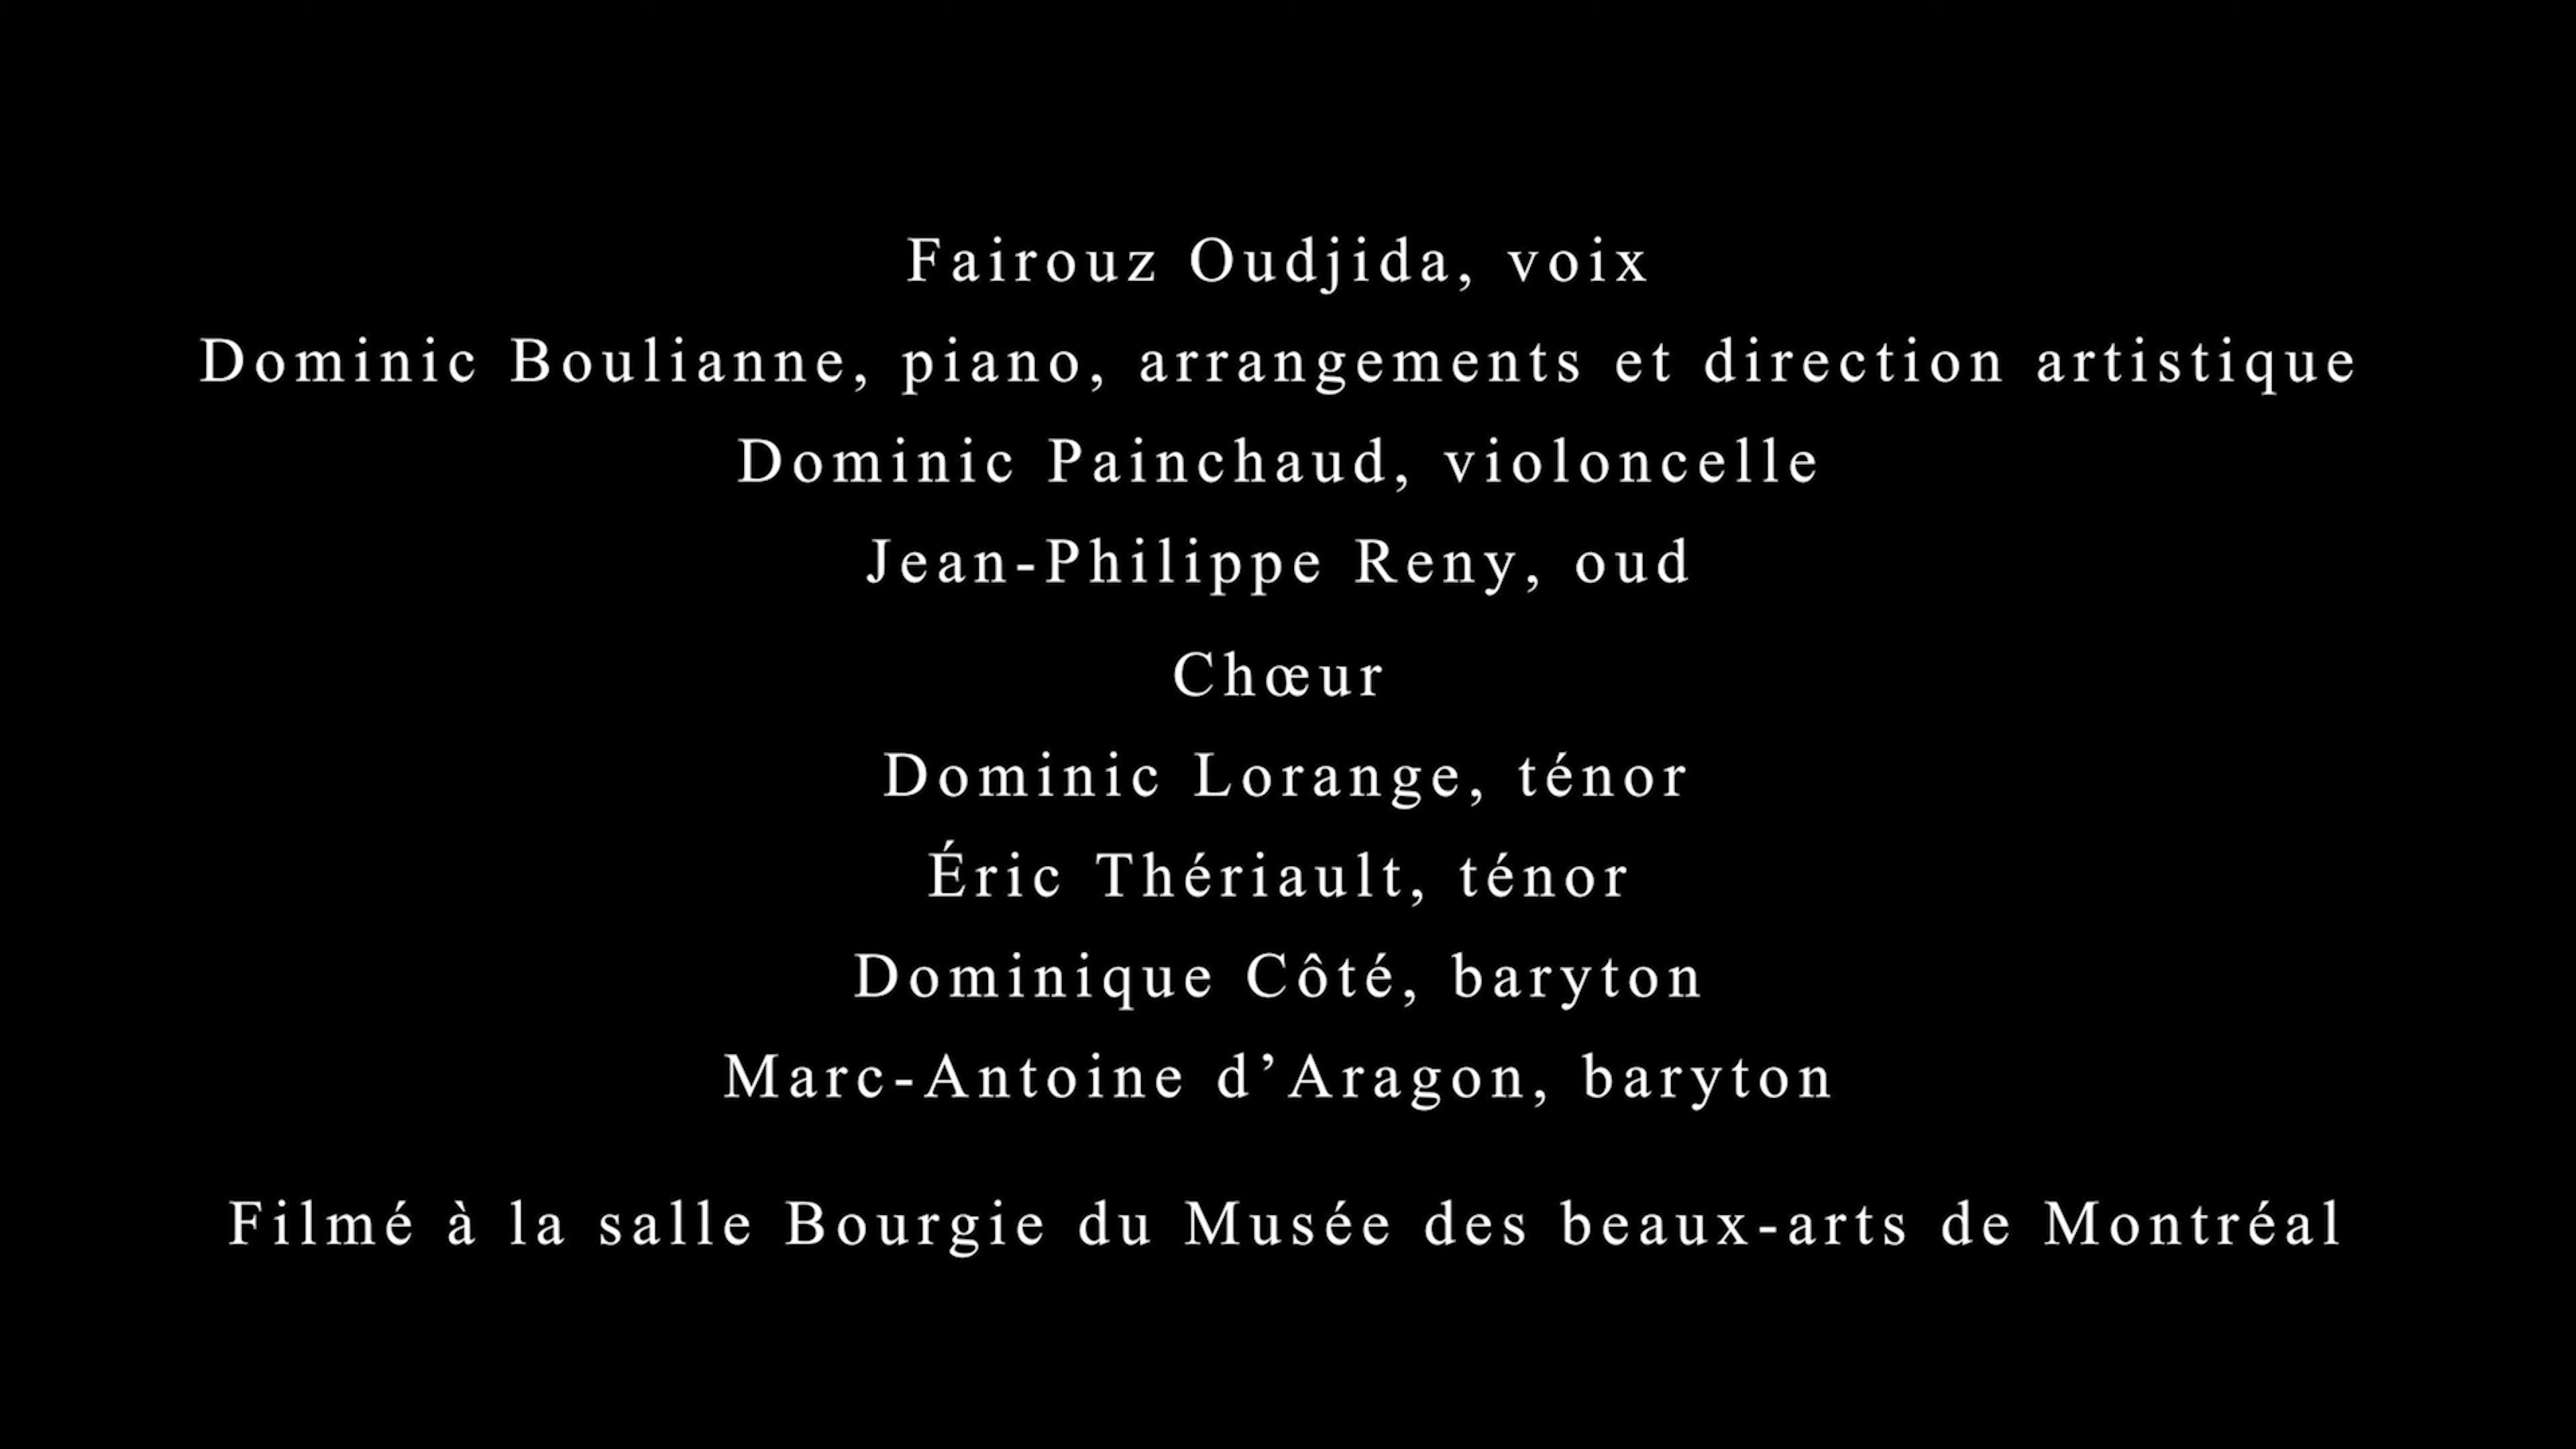 Fairouz Oudjida, voix
Dominic Boulianne, piano, arrangements et direction artistique
Dominic Painchaud, violoncelle
Jean-Philippe Reny, oud
Chœur
Dominic Lorange, ténor
Éric Thériault, ténor
Dominique Côté, baryton
Marc-Antoine d’Aragon, baryton
Filmé à la salle Bourgie du Musée des beaux-arts de Montréal